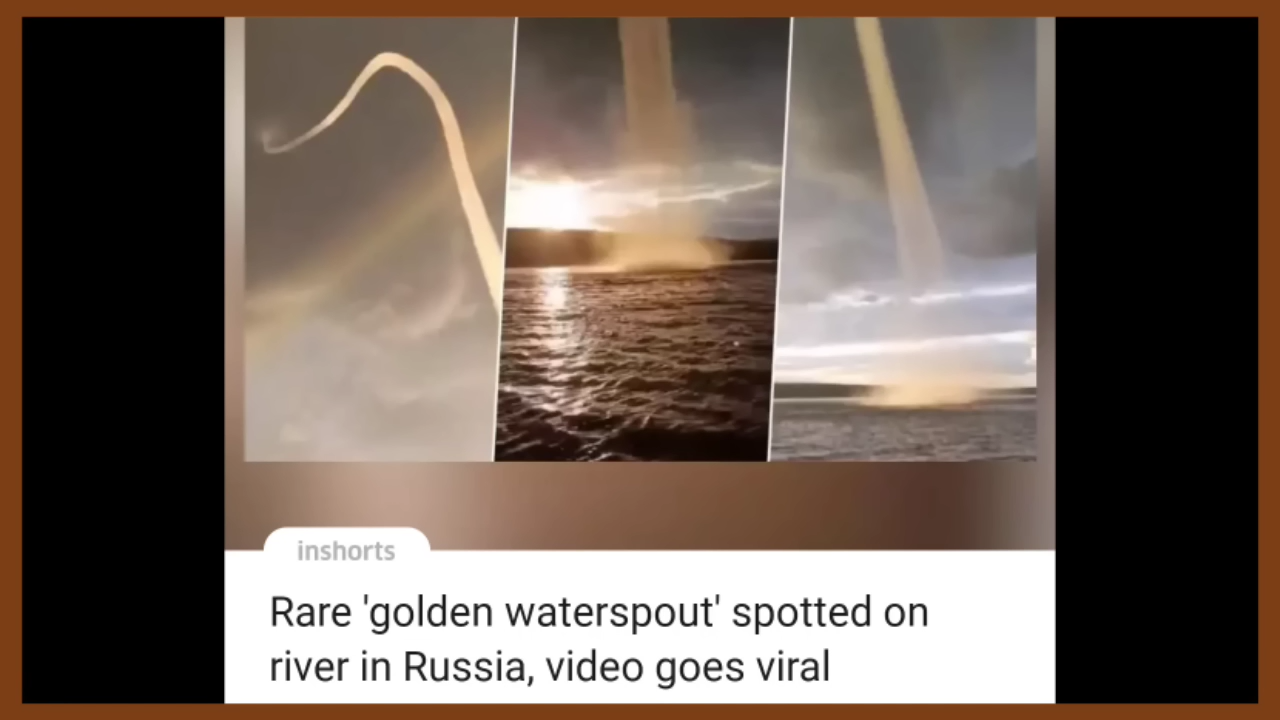 inshorts
Rare 'golden waterspout' spotted on
river in Russia, video goes viral